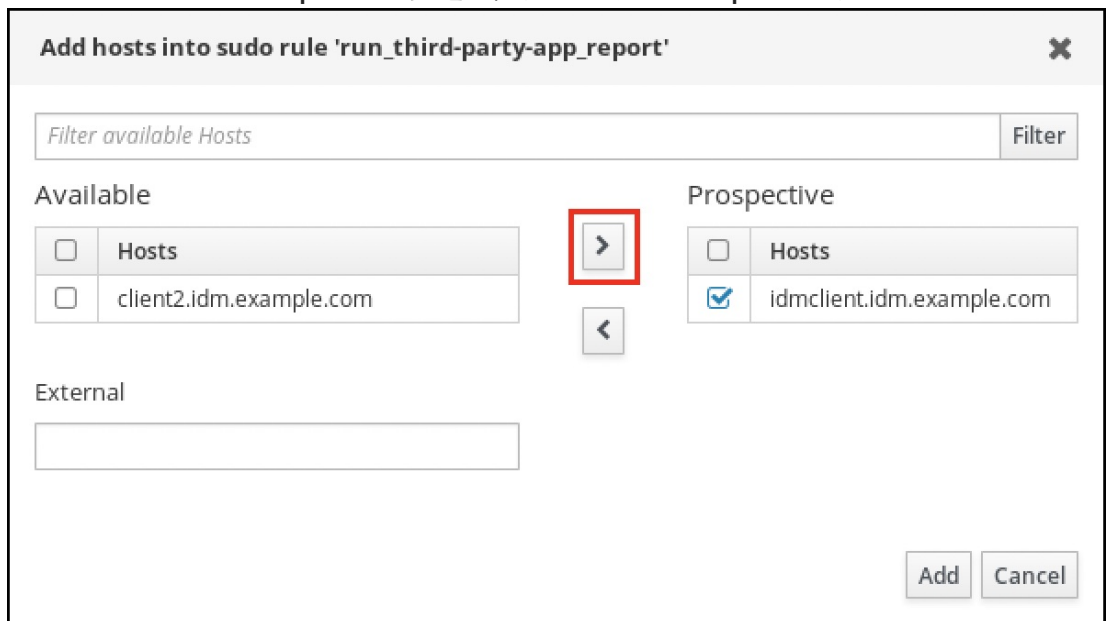 Add hosts into sudo rule 'run_third-party-app_report'
Filter available Hosts
Filter
Available
Prospective
Hosts
Hosts
client2.idm.example.com
idmclient.idm.example.com
External
Add
Cancel